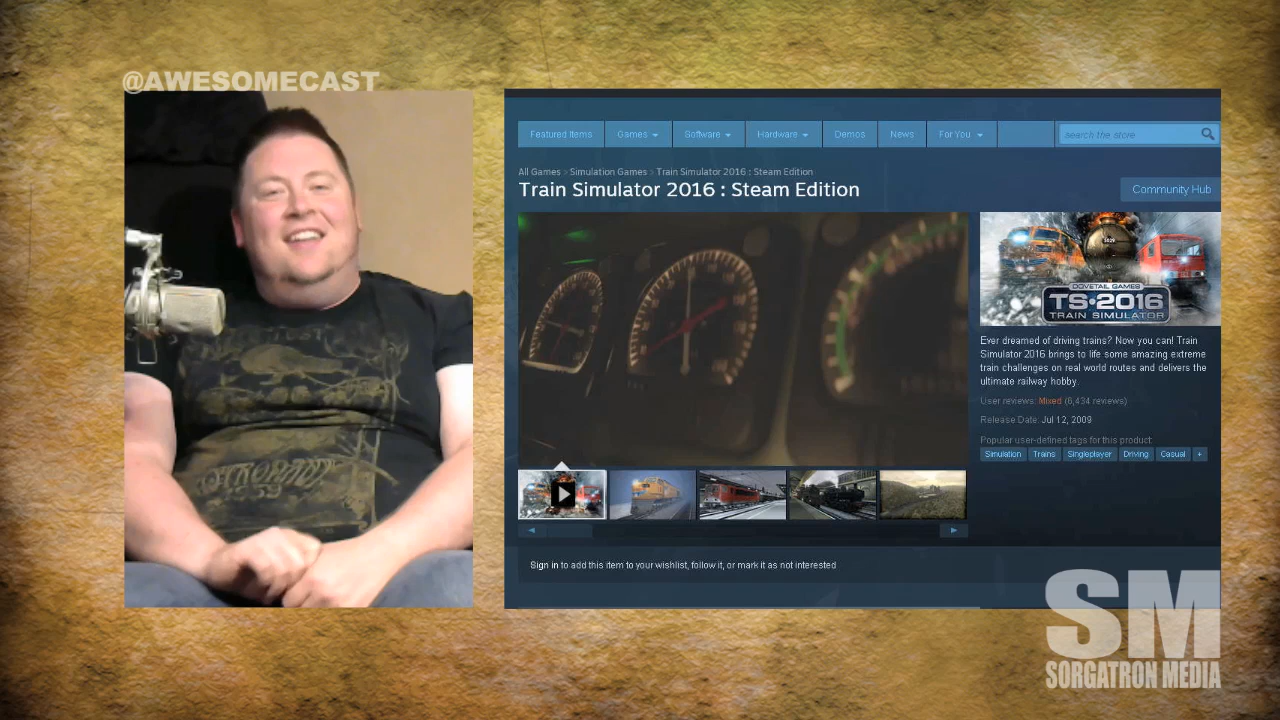 @AWESOMECAST
Featured Items Games Software Hardware Demos News For You search the store
All Games > Simulation Games > Train Simulator 2016 : Steam Edition
Train Simulator 2016 : Steam Edition
Community Hub
DOVETAIL GAMES
TS·2016
TRAIN SIMULATOR
Ever dreamed of driving trains? Now you can! Train
Simulator 2016 brings to life some amazing extreme
train challenges on real world routes and delivers the
ultimate railway hobby.
User reviews: Mixed (6,434 reviews)
Release Date: Jul 12, 2009
Popular user-defined tags for this product:
Simulation Trains Singleplayer Driving Casual +
Sign in to add this item to your wishlist, follow it, or mark it as not interested
SM
SORGATRON MEDIA